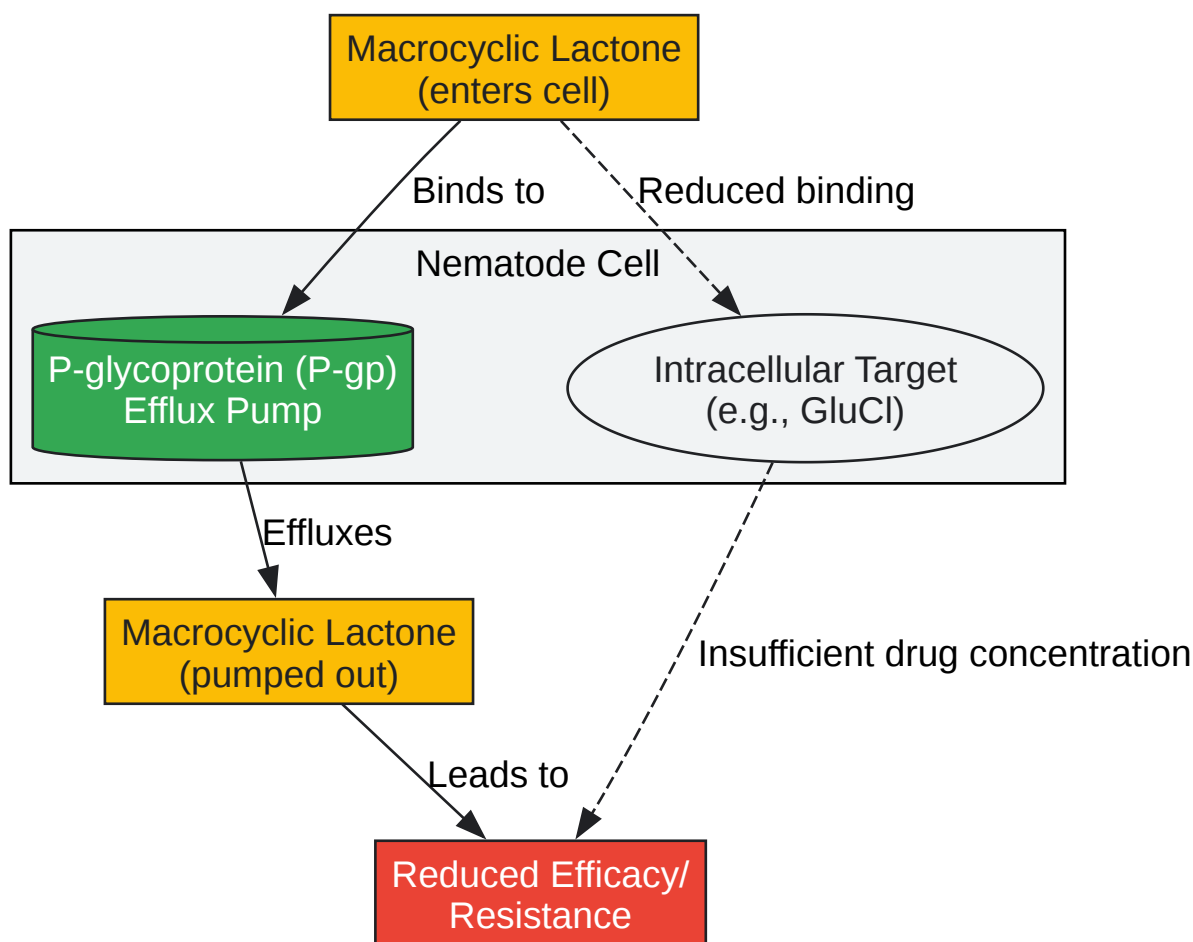 Macrocyclic Lactone
(enters cell)
Binds to
Reduced binding
Nematode Cell
P-glycoprotein (P-gp)
Efflux Pump
Intracellular Target
(e.g., GluCl)
Effluxes
Macrocyclic Lactone
(pumped out)
Insufficient drug concentration
Leads to
Reduced Efficacy/
Resistance